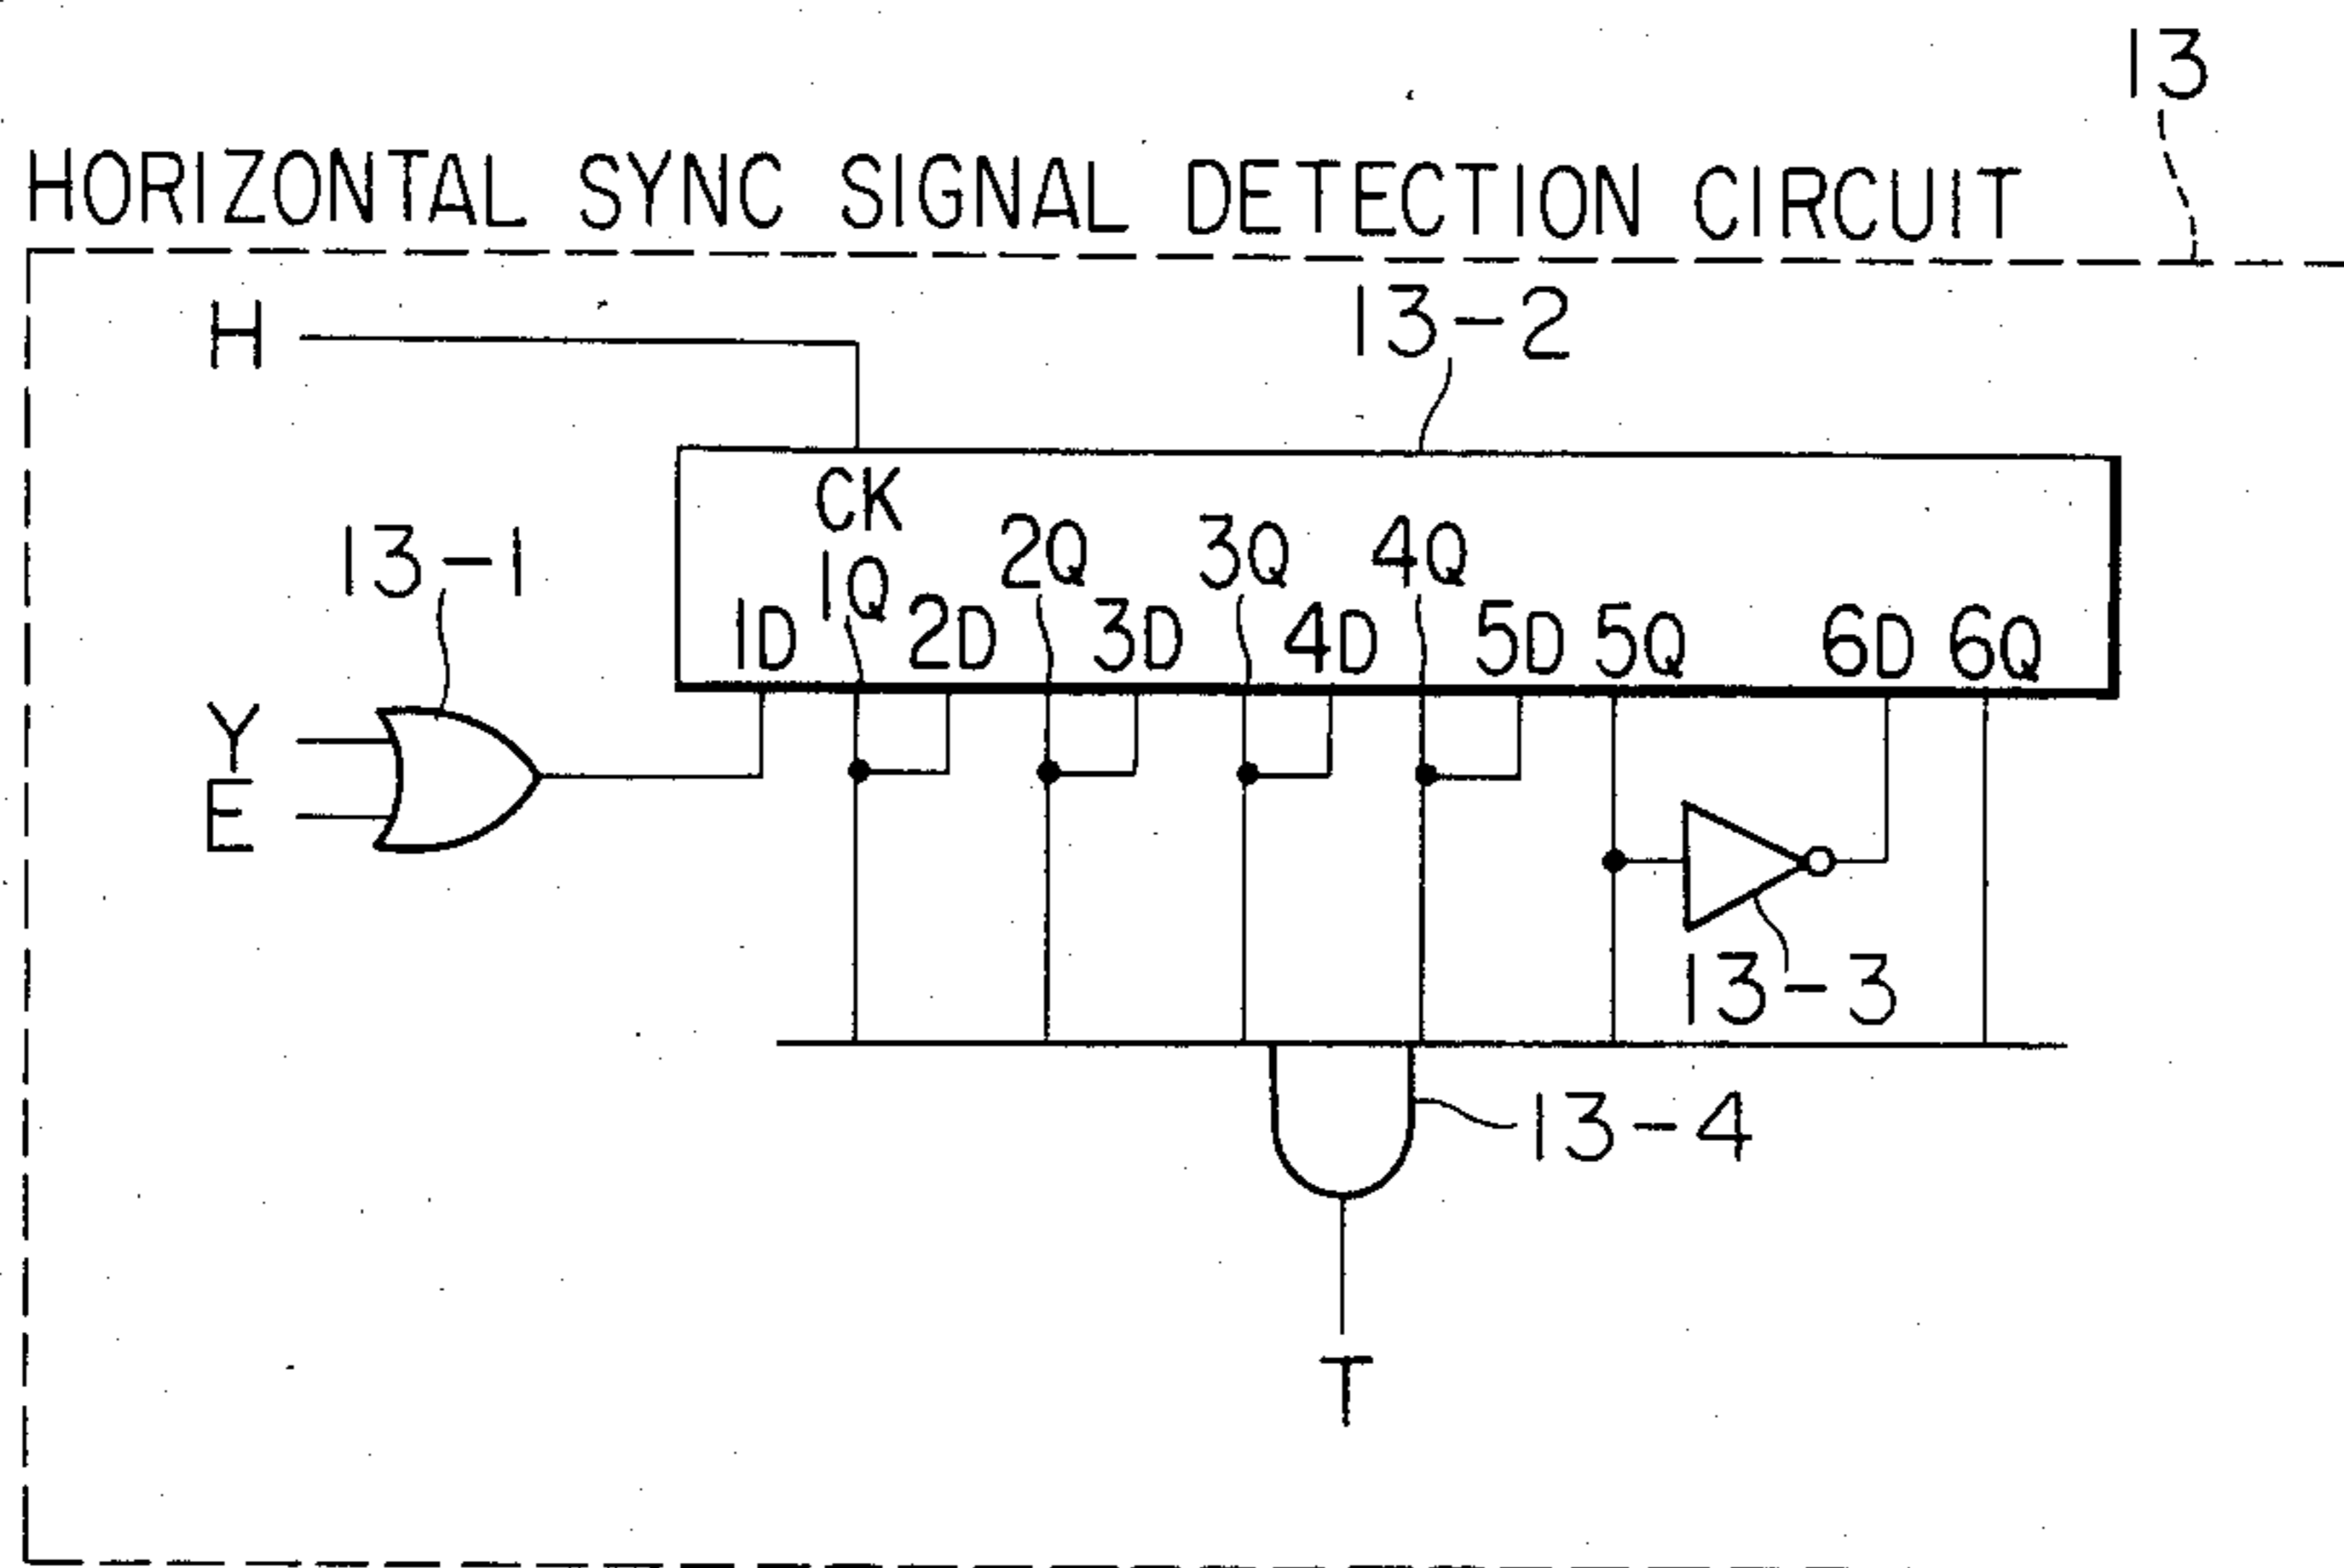 13
HORIZONTAL SYNC SIGNAL DETECTION CIRCUIT
H
13-2
CK
13-1
1D 1Q 2D 2Q 3D 3Q 4D 4Q 5D 5Q 6D 6Q
Y
E
13-3
13-4
T